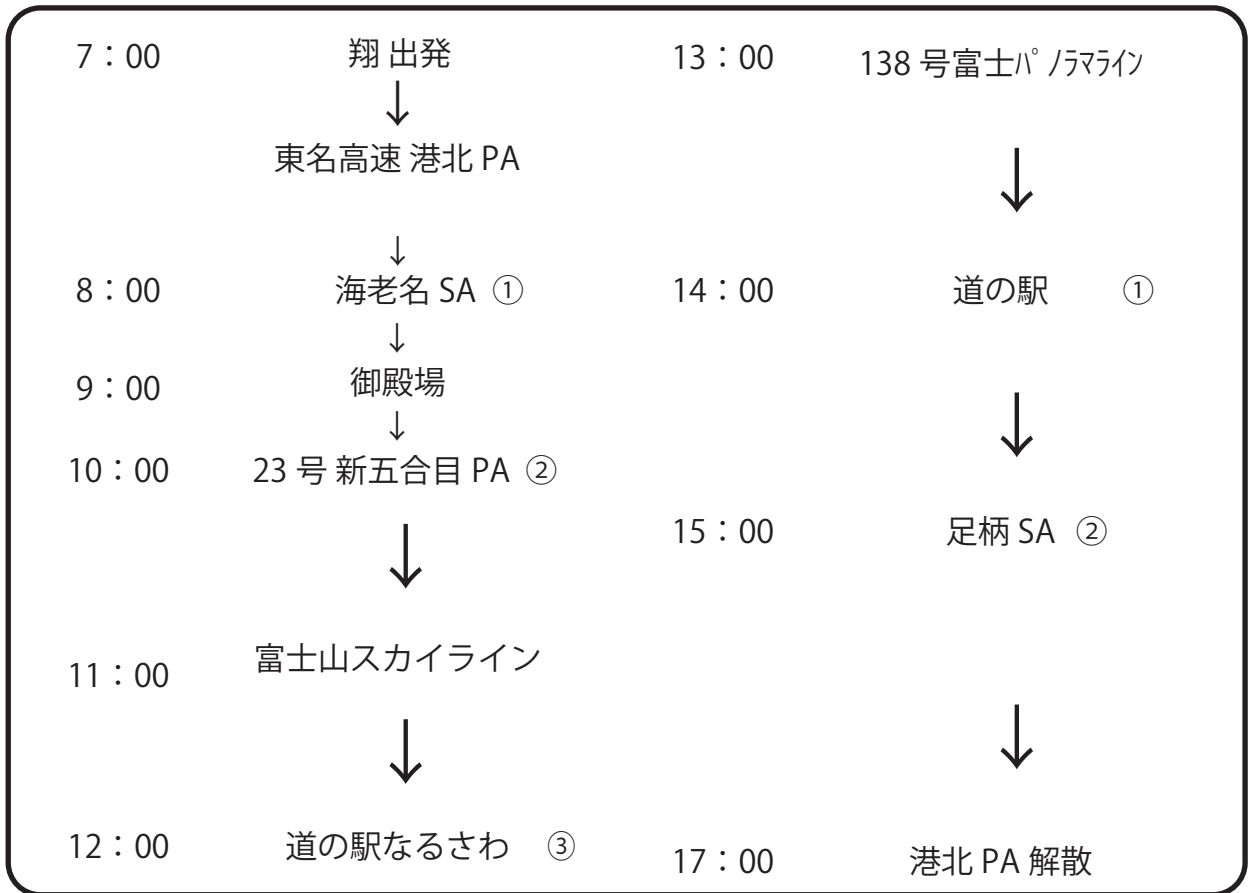 7：00 翔 出発
↓
東名高速 港北 PA
↓
8：00 海老名 SA ①
↓
9：00 御殿場
↓
10：00 23 号 新五合目 PA ②
↓
11：00 富士山スカイライン
↓
12：00 道の駅なるさわ ③
13：00 138 号富士ﾊﾟﾉﾗﾏﾗｲﾝ
↓
14：00 道の駅 ①
↓
15：00 足柄 SA ②
↓
17：00 港北 PA 解散